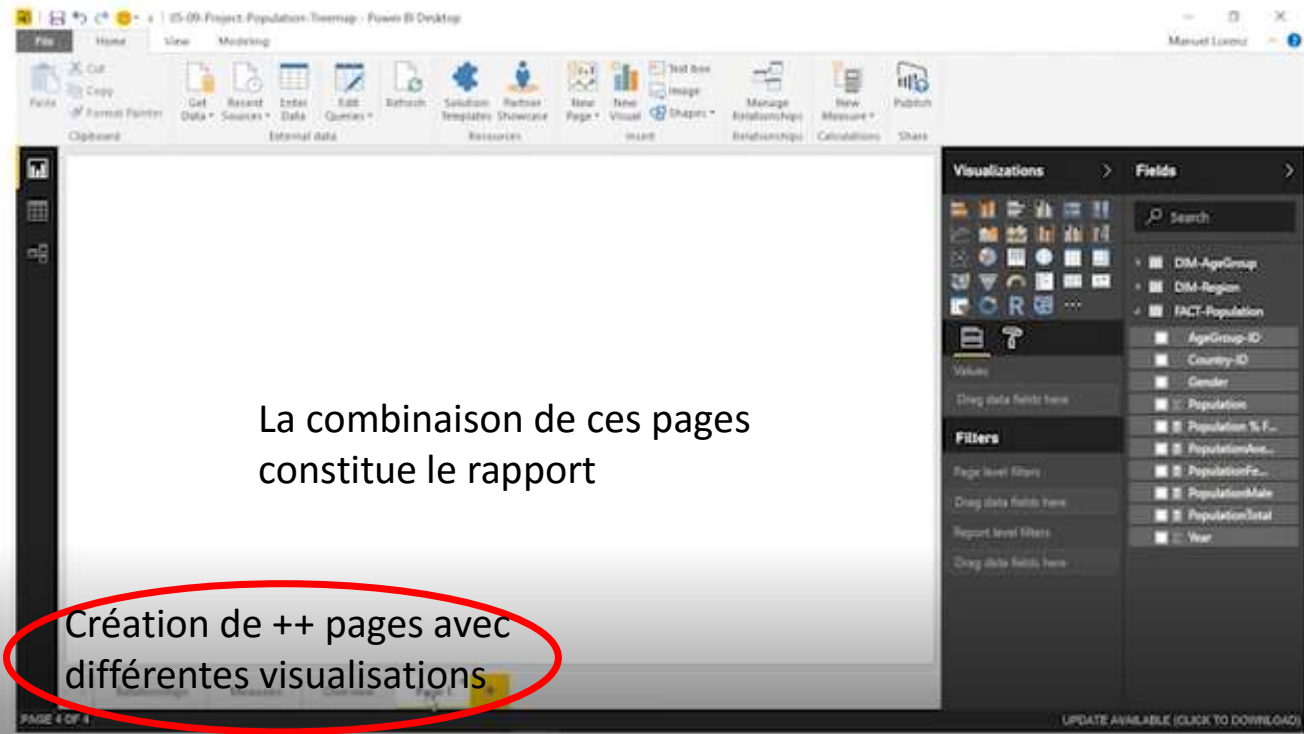 05-09-Project-Population-Treemap - Power BI Desktop
File Home View Modeling Manuel Lorenz
Paste
Cut
Copy
Format Painter
Get Data
Recent Sources
Enter Data
Edit Queries
Refresh
Solution Templates
Partner Showcase
New Page
New Visual
Text Box
Image
Shapes
Manage Relationships
New Measure
Publish
Clipboard External data Resources Insert Relationships Calculations Share
Visualizations
R
Values
Drag data fields here
Filters
Page level filters
Drag data fields here
Report level filters
Drag data fields here
Fields
Search
DIM-AgeGroup
DIM-Region
FACT-Population
AgeGroup-ID
Country-ID
Gender
Population
Population % F...
PopulationAve...
PopulationFe...
PopulationMale
PopulationTotal
Year
La combinaison de ces pages
constitue le rapport
Création de ++ pages avec
différentes visualisations
PAGE 4 OF 4 UPDATE AVAILABLE (CLICK TO DOWNLOAD)